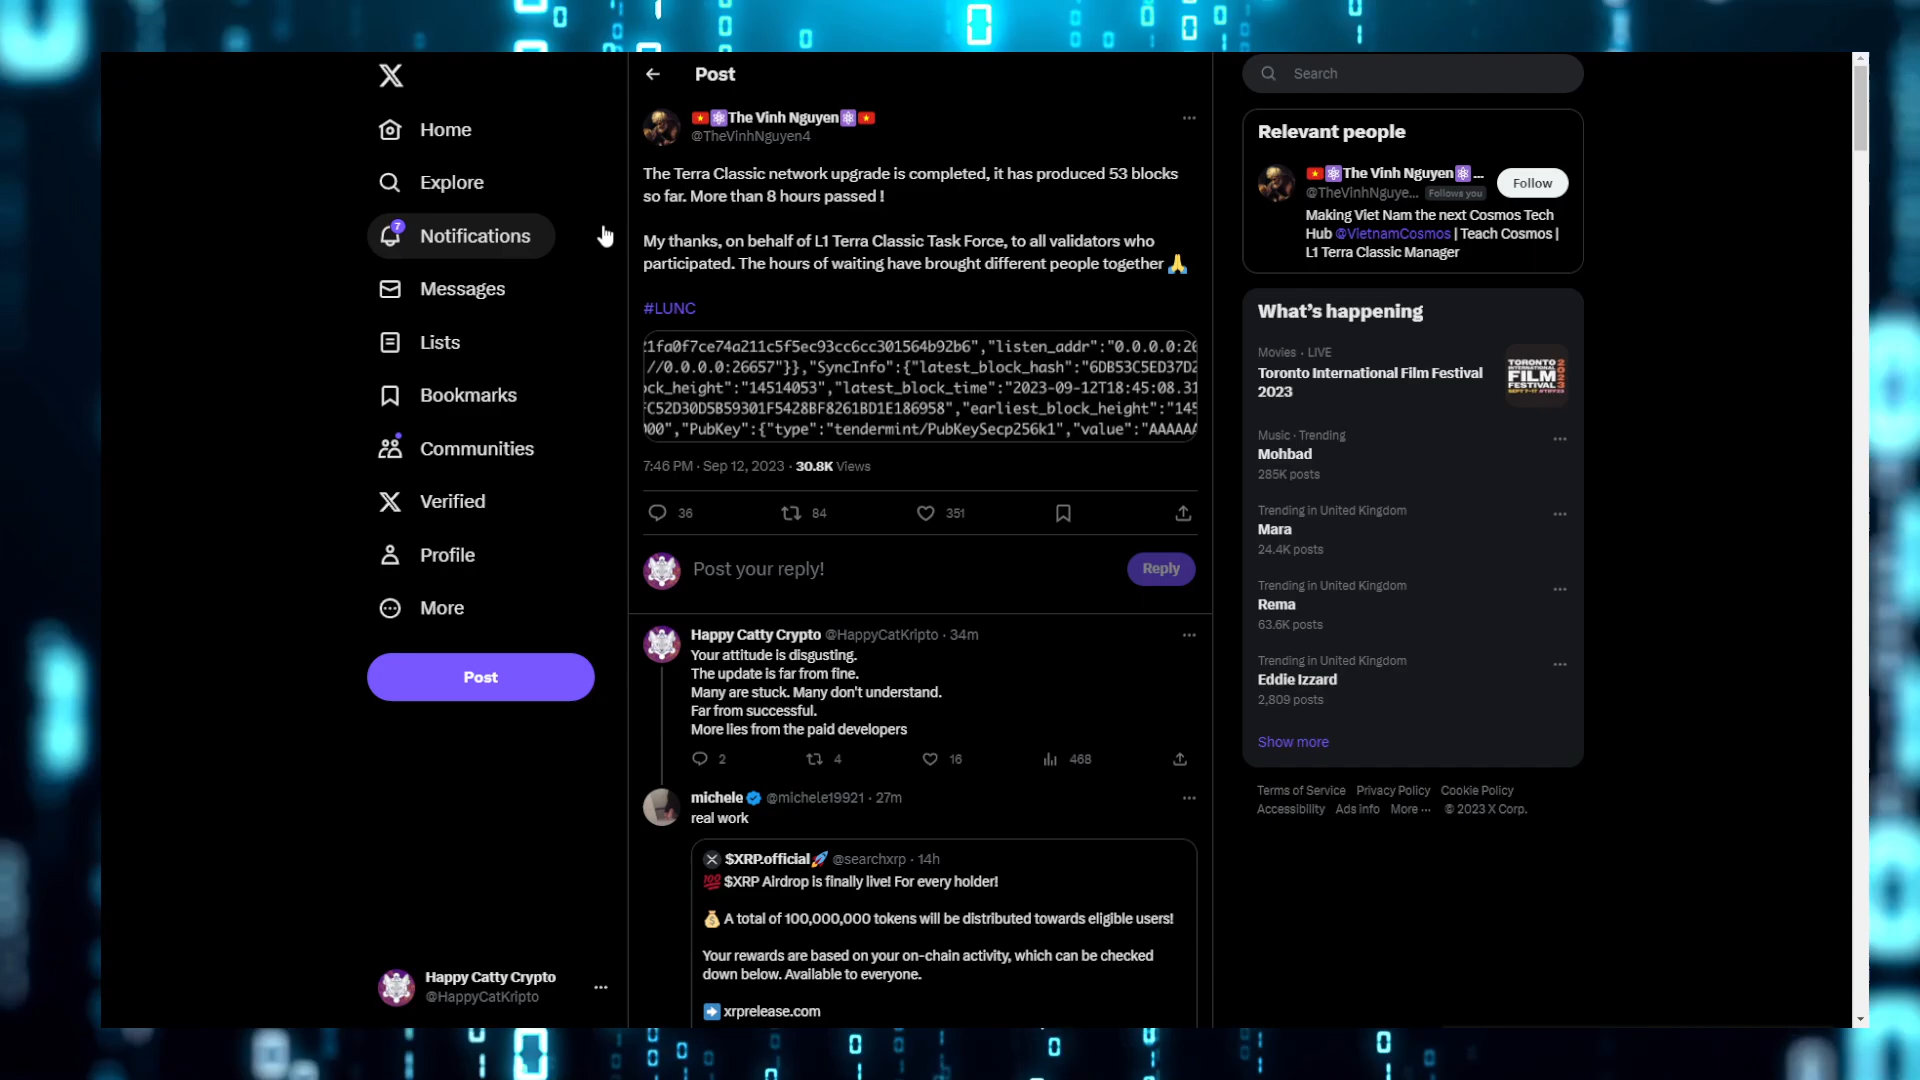 Home
Explore
7
Notifications
Messages
Lists
Bookmarks
Communities
Verified
Profile
More
Post
Happy Catty Crypto
@HappyCatKripto
Post
🇻🇳⚛️The Vinh Nguyen⚛️🇻🇳
@TheVinhNguyen4
The Terra Classic network upgrade is completed, it has produced 53 blocks
so far. More than 8 hours passed !
My thanks, on behalf of L1 Terra Classic Task Force, to all validators who
participated. The hours of waiting have brought different people together 🙏
#LUNC
1fa0f7ce74a211c5f5ec93cc6cc301564b92b6","listen_addr":"0.0.0.0:26
//0.0.0.0:26657"}},"SyncInfo":{"latest_block_hash":"6DB53C5ED37D2
ck_height":"14514053","latest_block_time":"2023-09-12T18:45:08.31
FC52D30D5B59301F5428BF8261BD1E186958","earliest_block_height":"145
00","PubKey":{"type":"tendermint/PubKeySecp256k1","value":"AAAAAA
7:46 PM · Sep 12, 2023 · 30.8K Views
36 84 351
Post your reply!
Reply
Happy Catty Crypto @HappyCatKripto · 34m
Your attitude is disgusting.
The update is far from fine.
Many are stuck. Many don't understand.
Far from successful.
More lies from the paid developers
2 4 16 468
michele @michele19921 · 27m
real work
$XRP.official🚀 @searchxrp · 14h
💯 $XRP Airdrop is finally live! For every holder!
💰 A total of 100,000,000 tokens will be distributed towards eligible users!
Your rewards are based on your on-chain activity, which can be checked
down below. Available to everyone.
➡️ xrprelease.com
Search
Relevant people
🇻🇳⚛️The Vinh Nguyen⚛️ ...
@TheVinhNguye... Follows you
Follow
Making Viet Nam the next Cosmos Tech
Hub @VietnamCosmos | Teach Cosmos |
L1 Terra Classic Manager
What's happening
Movies · LIVE
Toronto International Film Festival
2023
TORONTO
INTERNATIONAL
FILM
FESTIVAL
Music · Trending
Mohbad
285K posts
Trending in United Kingdom
Mara
24.4K posts
Trending in United Kingdom
Rema
63.6K posts
Trending in United Kingdom
Eddie Izzard
2,809 posts
Show more
Terms of Service Privacy Policy Cookie Policy
Accessibility Ads info More ··· © 2023 X Corp.